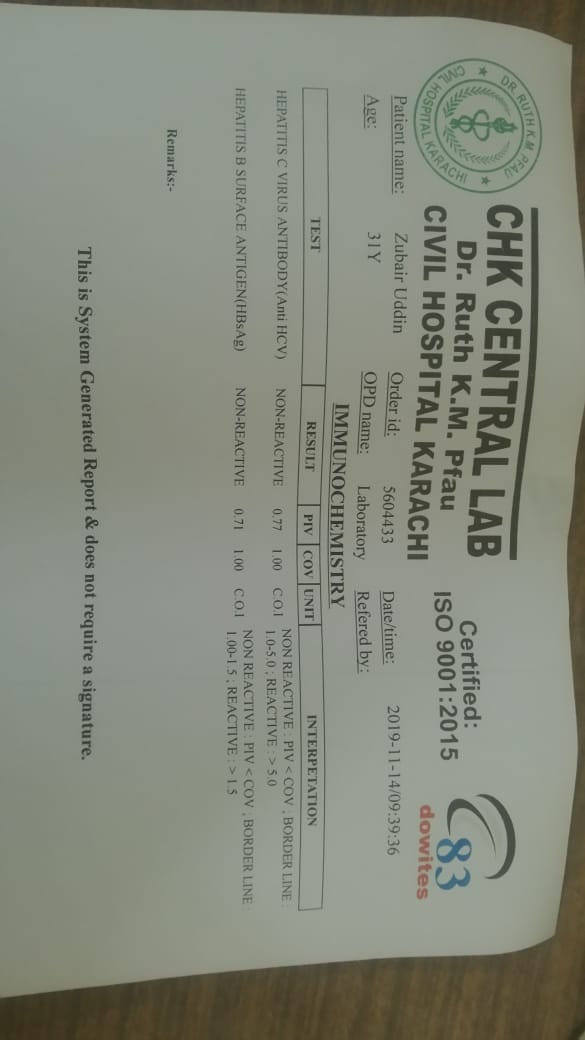 DR. RUTH K.M PFAU
CIVIL HOSPITAL KARACHI
CHK CENTRAL LAB
Dr. Ruth K.M. Pfau
CIVIL HOSPITAL KARACHI
Certified:
ISO 9001:2015
83
dowites
Patient name: Zubair Uddin Order id: 5604433 Date/time: 2019-11-14/09:39:36
Age: 31Y OPD name: Laboratory Refered by:
IMMUNOCHEMISTRY
TEST RESULT PIV COV UNIT INTERPETATION
HEPATITIS C VIRUS ANTIBODY(Anti HCV) NON-REACTIVE 0.77 1.00 C.O.I NON REACTIVE : PIV < COV ; BORDER LINE :
1.0-5.0 ; REACTIVE : > 5.0
HEPATITIS B SURFACE ANTIGEN(HBsAg) NON-REACTIVE 0.71 1.00 C.O.I NON REACTIVE : PIV < COV ; BORDER LINE :
1.00-1.5 ; REACTIVE : > 1.5
Remarks:-
This is System Generated Report & does not require a signature.